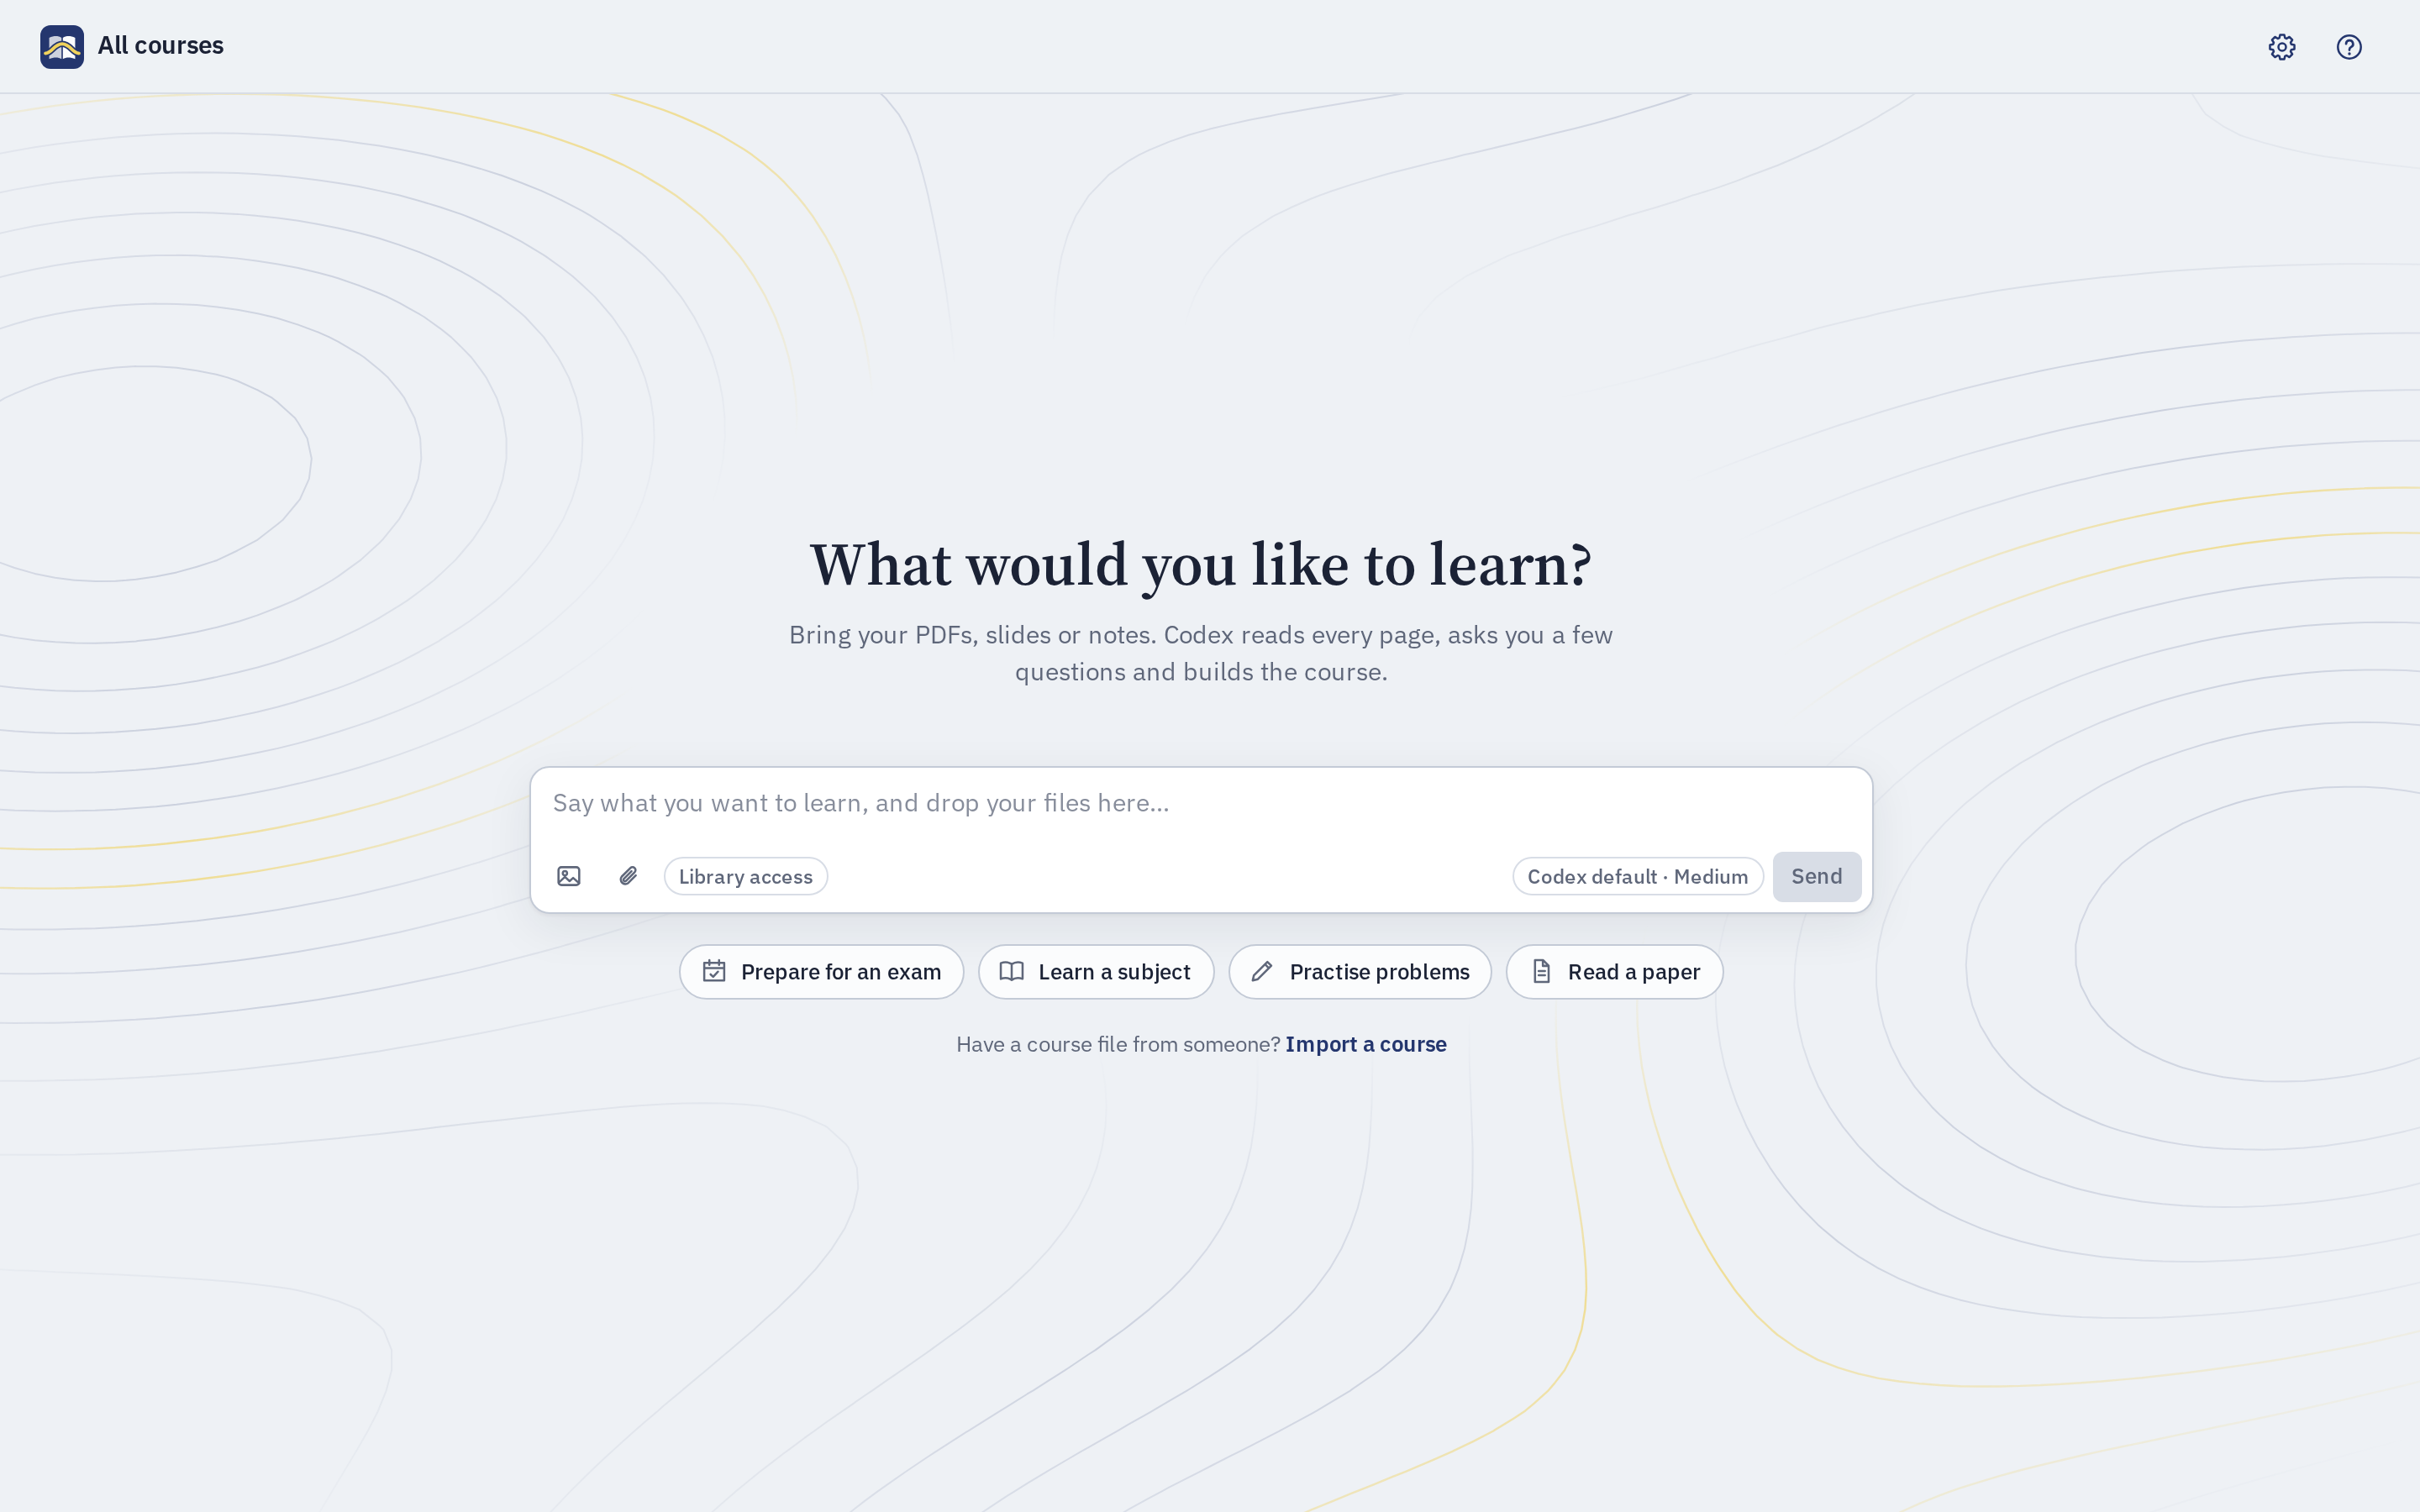 All courses
What would you like to learn?
Bring your PDFs, slides or notes. Codex reads every page, asks you a few
questions and builds the course.
Say what you want to learn, and drop your files here...
Library access
Codex default · Medium
Send
Prepare for an exam
Learn a subject
Practise problems
Read a paper
Have a course file from someone? Import a course